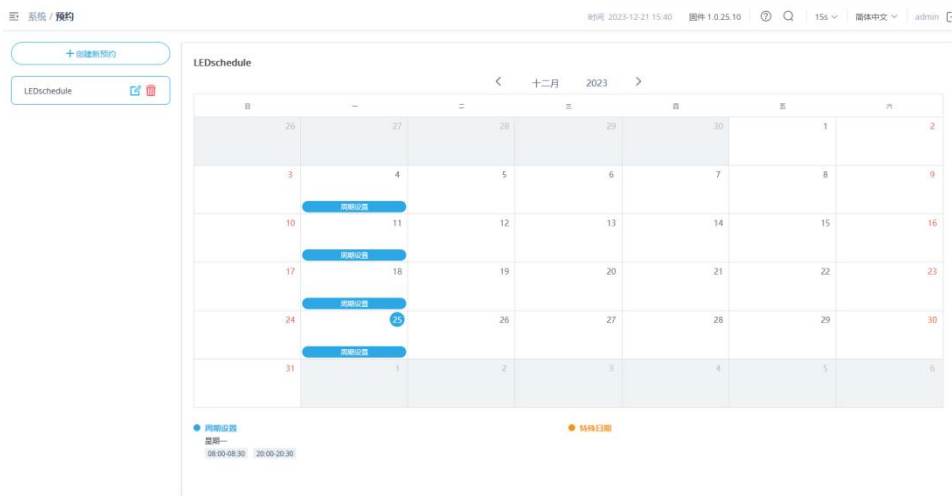 系统 / 预约
时间 2023-12-21 15:40 固件 1.0.25.10 15s 简体中文 admin
+ 创建新预约
LEDschedule
LEDschedule
十二月 2023
日 一 二 三 四 五 六
26 27 28 29 30 1 2
3 4 5 6 7 8 9
周期设置
10 11 12 13 14 15 16
周期设置
17 18 19 20 21 22 23
周期设置
24 25 26 27 28 29 30
周期设置
31 1 2 3 4 5 6
周期设置 特殊日期
星期一
08:00-08:30 20:00-20:30